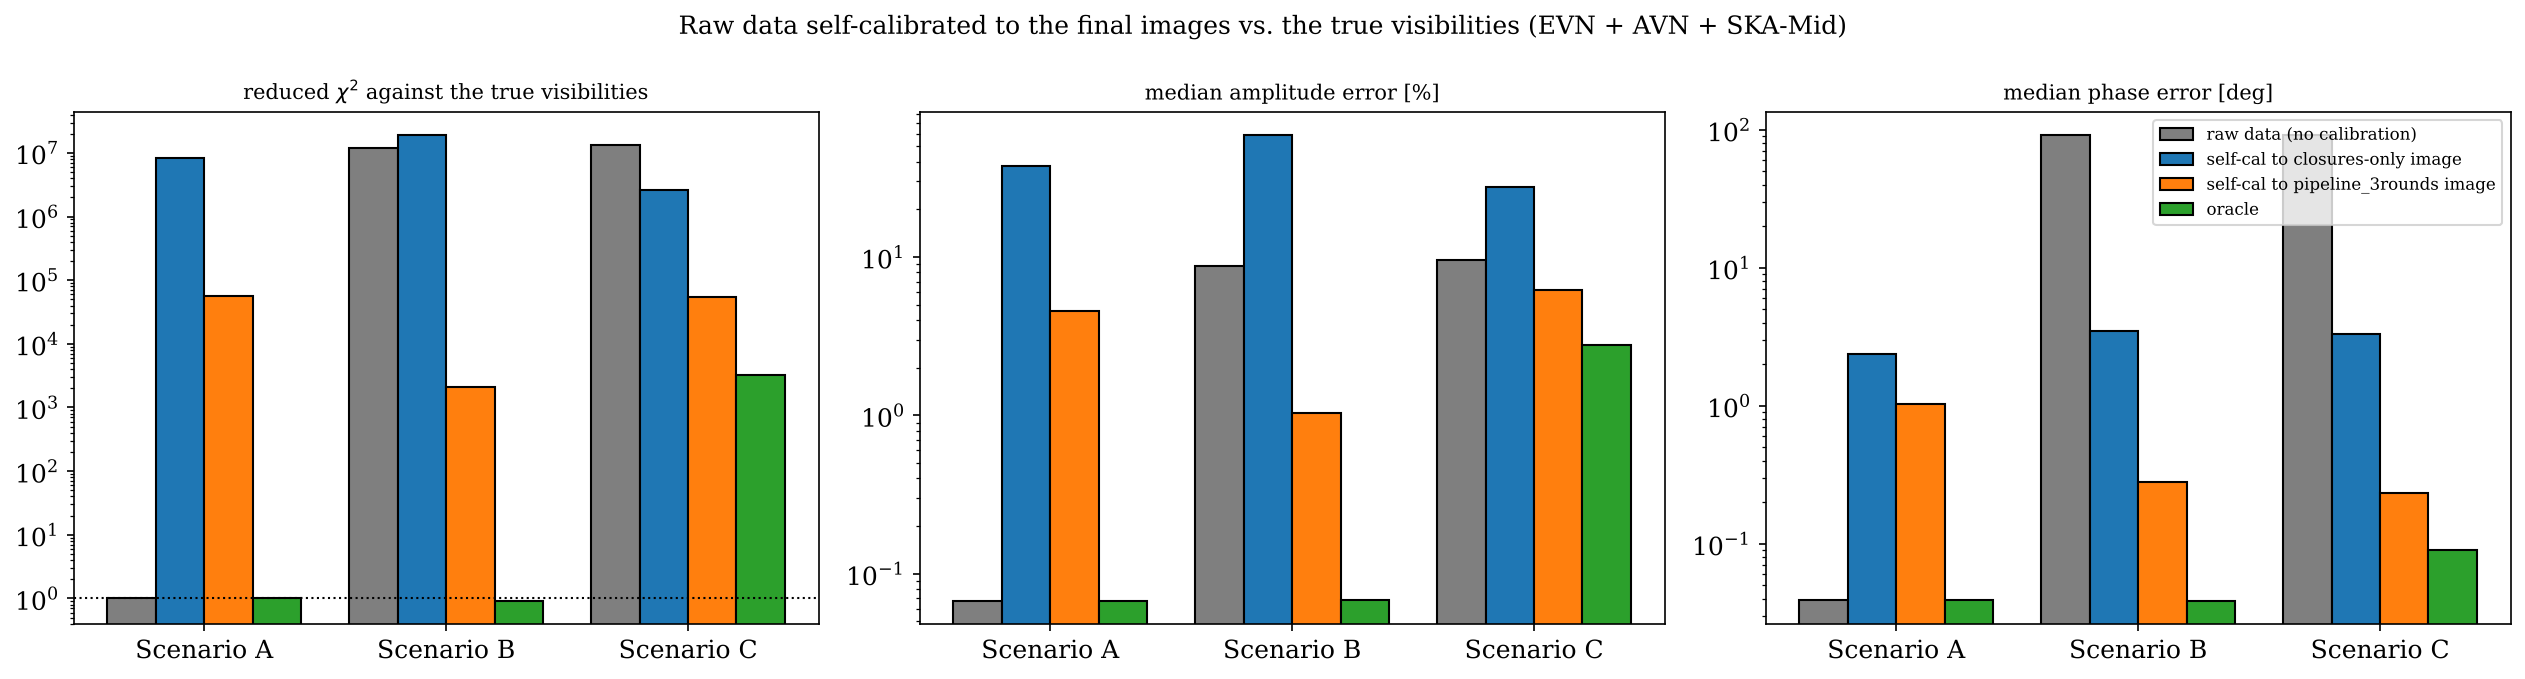 Raw data self-calibrated to the final images vs. the true visibilities (EVN + AVN + SKA-Mid)
reduced χ² against the true visibilities
10⁷
10⁶
10⁵
10⁴
10³
10²
10¹
10⁰
Scenario A
Scenario B
Scenario C
median amplitude error [%]
10¹
10⁰
10⁻¹
Scenario A
Scenario B
Scenario C
median phase error [deg]
10²
10¹
10⁰
10⁻¹
raw data (no calibration)
self-cal to closures-only image
self-cal to pipeline_3rounds image
oracle
Scenario A
Scenario B
Scenario C